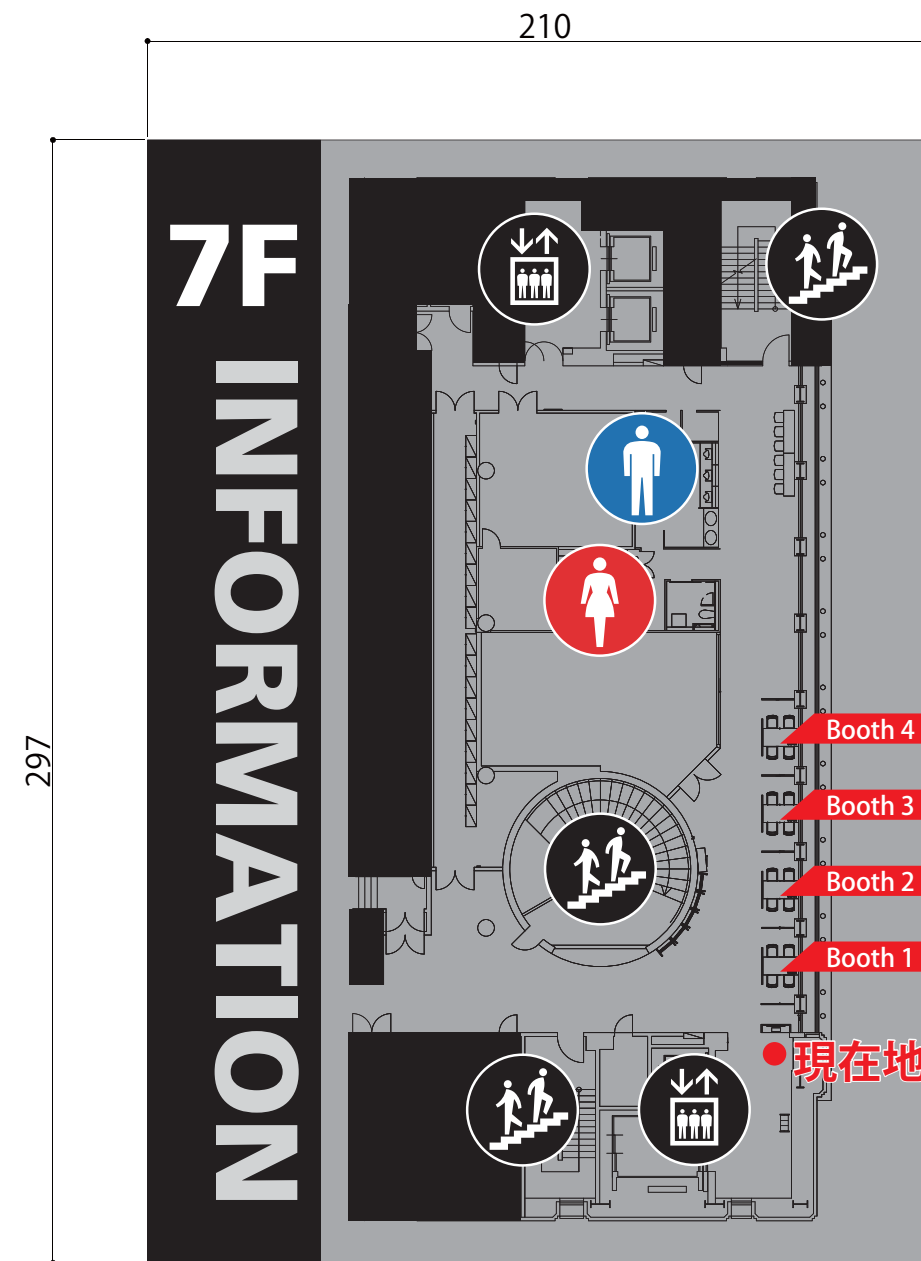 210
297
7F
INFORMATION
Booth 4
Booth 3
Booth 2
Booth 1
現在地